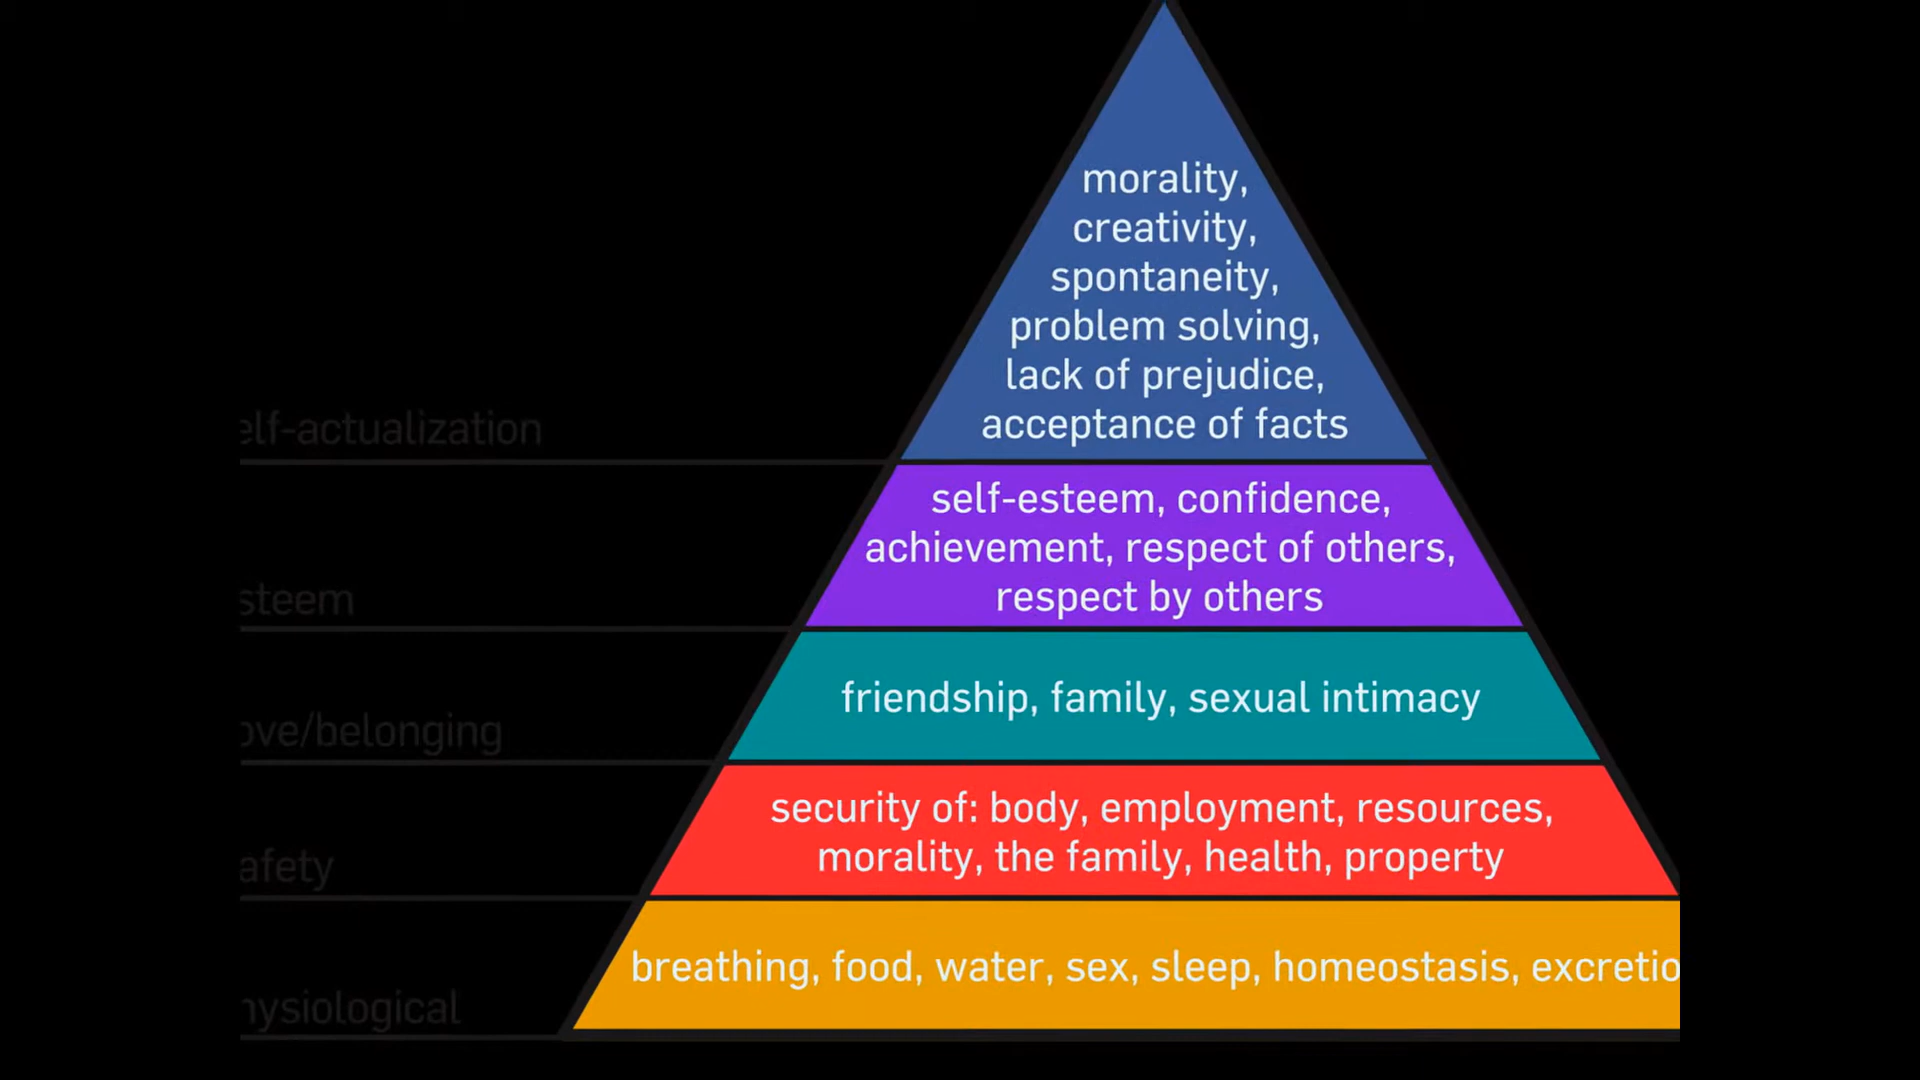 morality,
creativity,
spontaneity,
problem solving,
lack of prejudice,
acceptance of facts
elf-actualization
self-esteem, confidence,
achievement, respect of others,
respect by others
steem
friendship, family, sexual intimacy
ove/belonging
security of: body, employment, resources,
morality, the family, health, property
afety
breathing, food, water, sex, sleep, homeostasis, excretio
hysiological